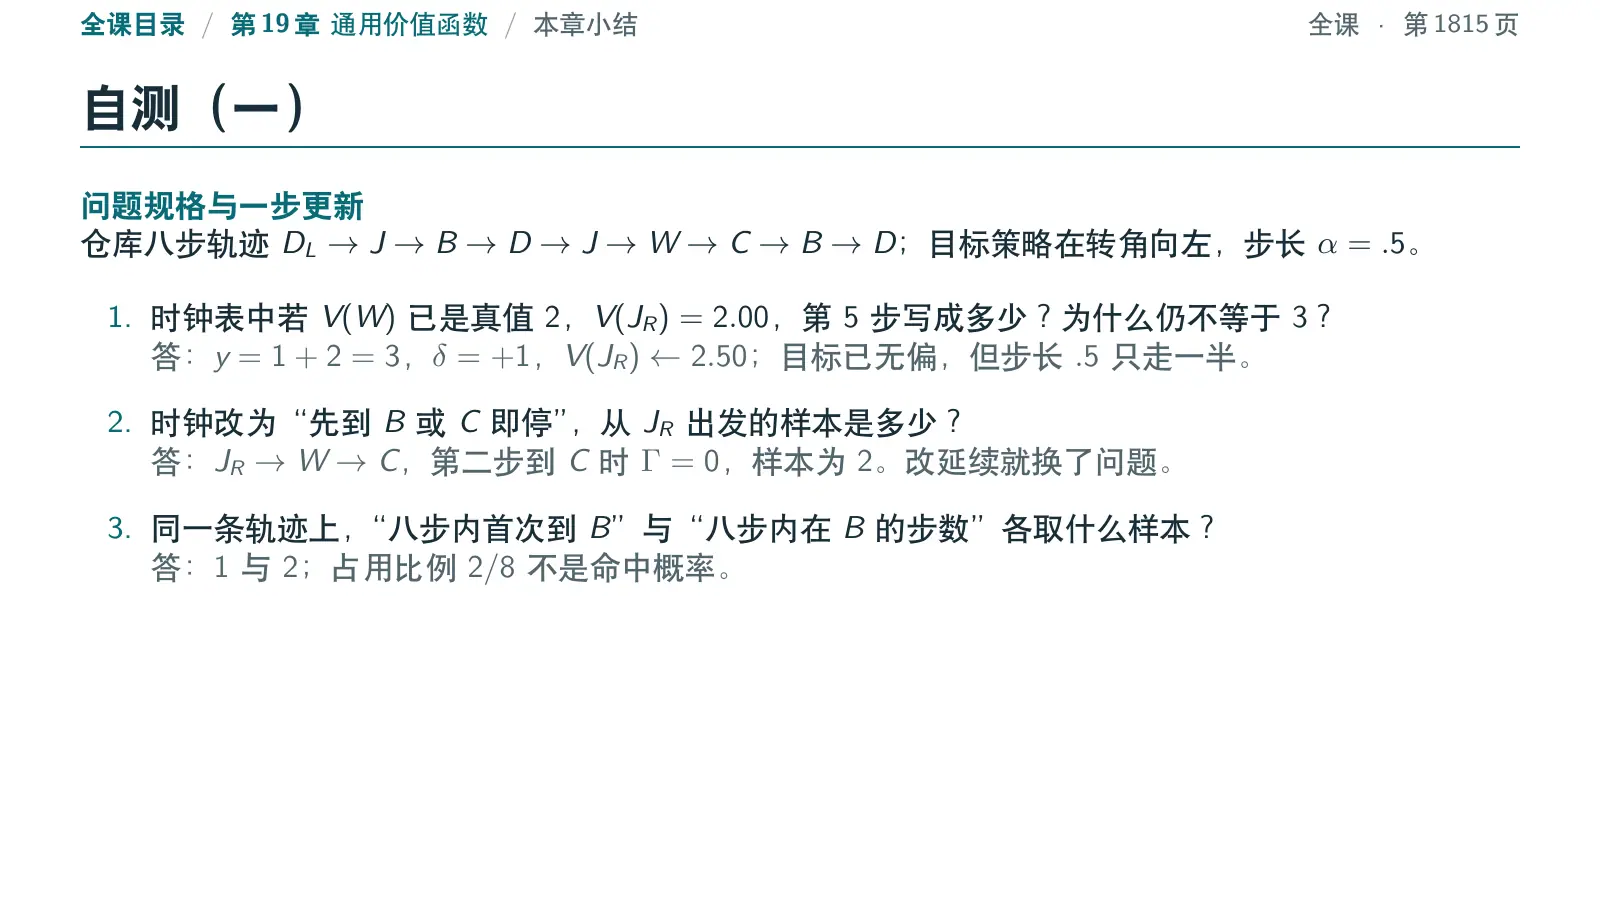 全课目录 / 第 19 章 通用价值函数 / 本章小结
全课 · 第 1815 页
自测（一）
问题规格与一步更新
仓库八步轨迹 D_L → J → B → D → J → W → C → B → D；目标策略在转角向左，步长 α = .5。
1. 时钟表中若 V(W) 已是真值 2，V(J_R) = 2.00，第 5 步写成多少？为什么仍不等于 3？
答：y = 1 + 2 = 3，δ = +1，V(J_R) ← 2.50；目标已无偏，但步长 .5 只走一半。
2. 时钟改为 “先到 B 或 C 即停”，从 J_R 出发的样本是多少？
答：J_R → W → C，第二步到 C 时 Γ = 0，样本为 2。改延续就换了问题。
3. 同一条轨迹上，“八步内首次到 B” 与 “八步内在 B 的步数” 各取什么样本？
答：1 与 2；占用比例 2/8 不是命中概率。